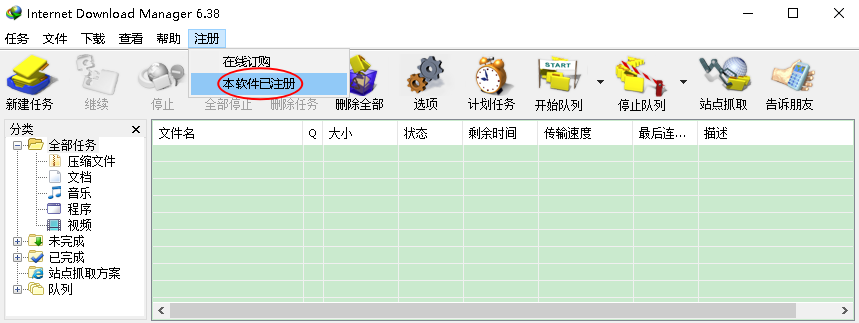 Internet Download Manager 6.38
任务 文件 下载 查看 帮助 注册
在线订购
本软件已注册
新建任务 继续 停止 全部停止 删除任务 删除全部 选项 计划任务 开始队列 停止队列 站点抓取 告诉朋友
START
分类
文件名 Q 大小 状态 剩余时间 传输速度 最后连... 描述
全部任务
压缩文件
文档
音乐
程序
视频
未完成
已完成
站点抓取方案
队列